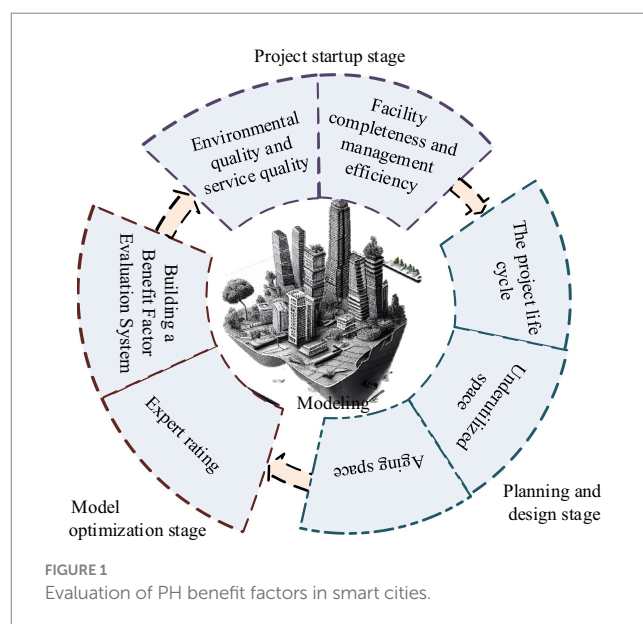 Project startup stage
Environmental
quality and
service quality
Facility
completeness and
management
efficiency
The project life
cycle
Underutilized
space
Aging space
Planning and
design stage
Expert rating
Model
optimization stage
Building a
Benefit Factor
Evaluation System
Modeling
FIGURE 1
Evaluation of PH benefit factors in smart cities.